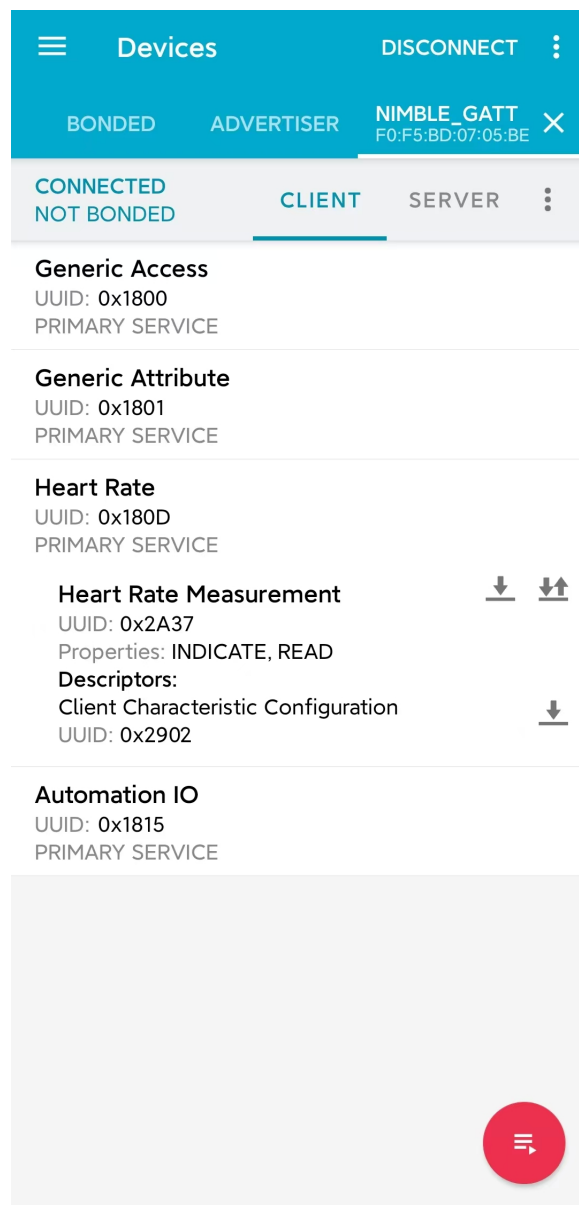 Devices
DISCONNECT
BONDED
ADVERTISER
NIMBLE_GATT
F0:F5:BD:07:05:BE
CONNECTED
NOT BONDED
CLIENT
SERVER
Generic Access
UUID: 0x1800
PRIMARY SERVICE
Generic Attribute
UUID: 0x1801
PRIMARY SERVICE
Heart Rate
UUID: 0x180D
PRIMARY SERVICE
Heart Rate Measurement
UUID: 0x2A37
Properties: INDICATE, READ
Descriptors:
Client Characteristic Configuration
UUID: 0x2902
Automation IO
UUID: 0x1815
PRIMARY SERVICE